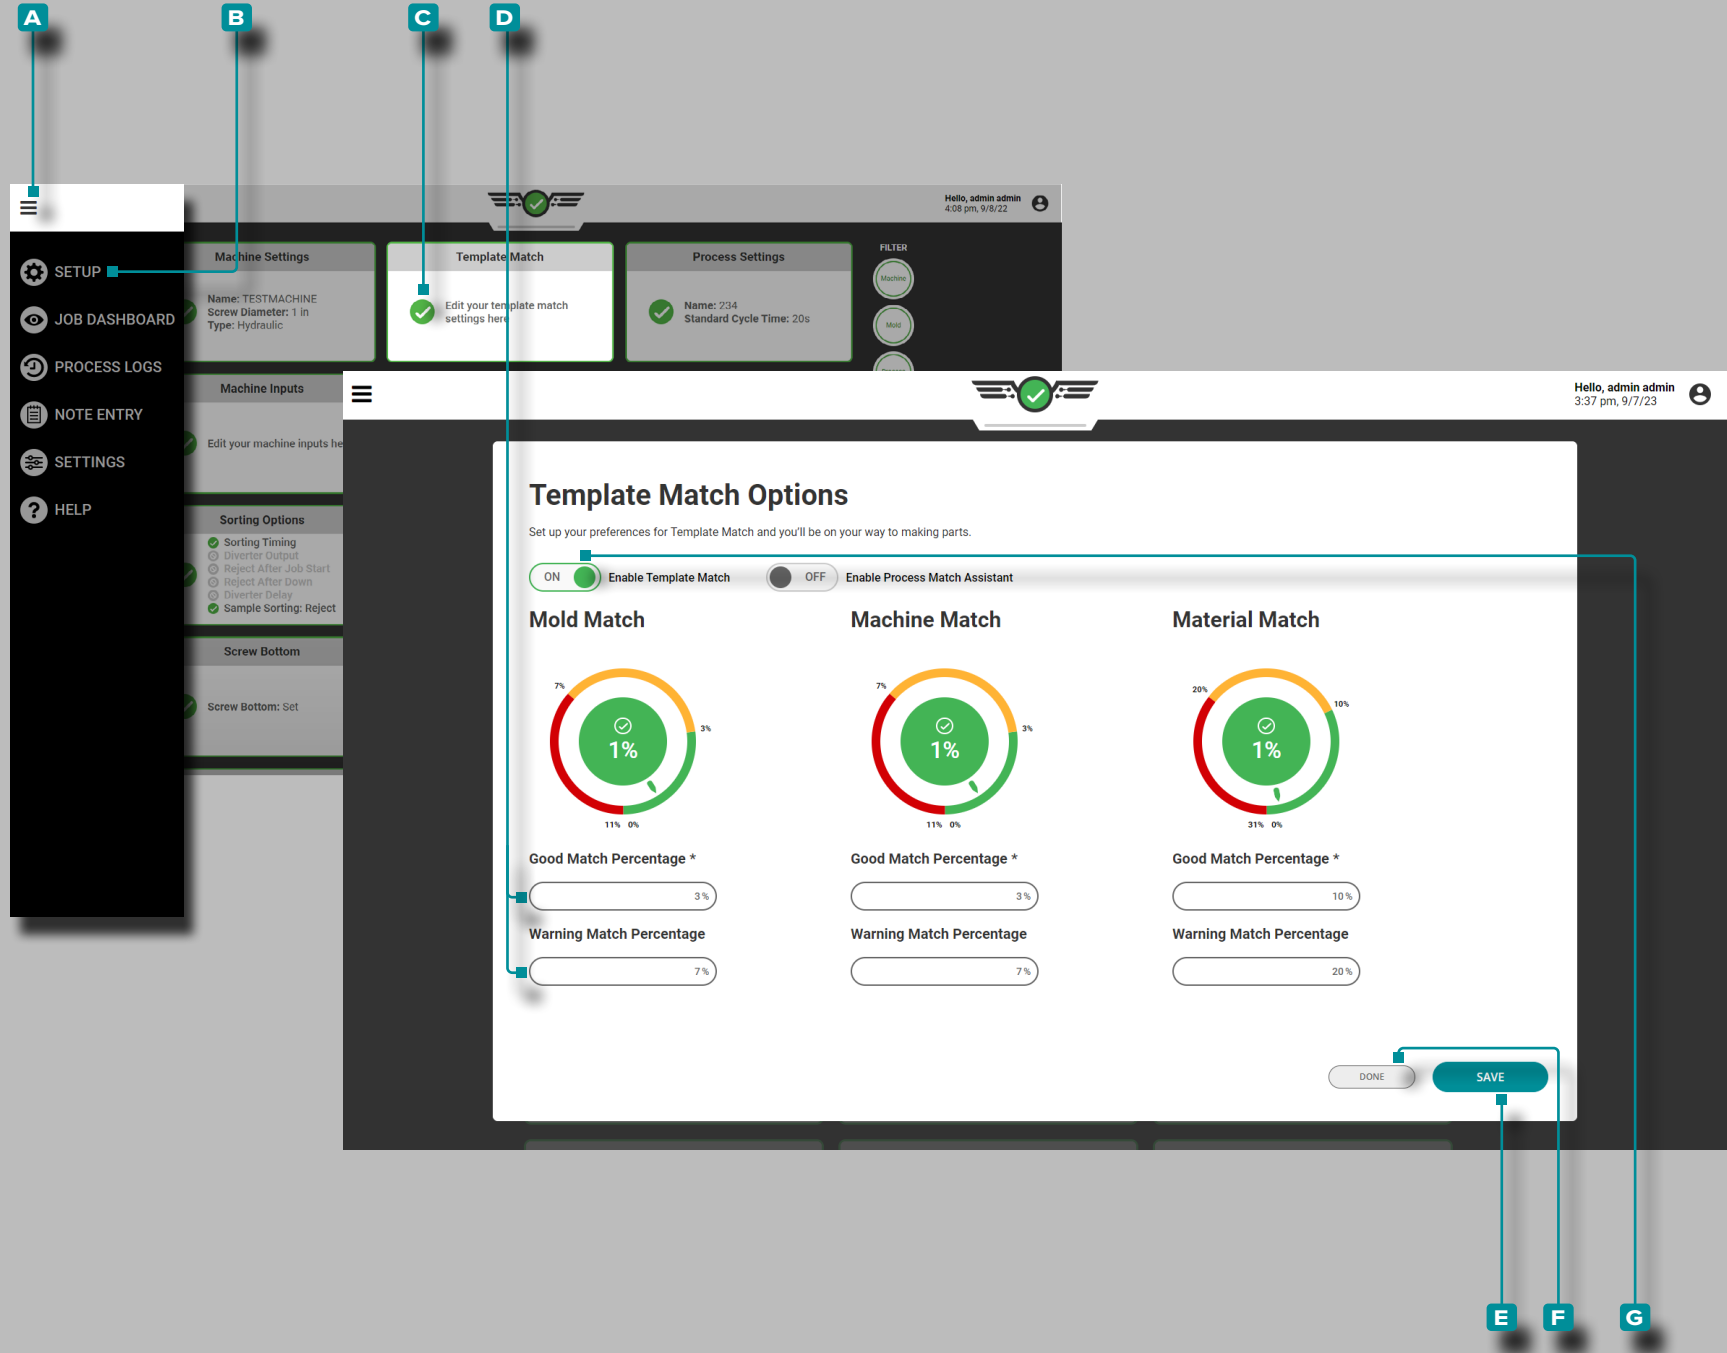 A
B
C
D
SETUP
JOB DASHBOARD
PROCESS LOGS
NOTE ENTRY
SETTINGS
HELP
Hello, admin admin
4:08 pm, 9/8/22
Machine Settings
Name: TESTMACHINE
Screw Diameter: 1 in
Type: Hydraulic
Template Match
Edit your template match
settings here
Process Settings
Name: 234
Standard Cycle Time: 20s
FILTER
Machine
Mold
Machine Inputs
Edit your machine inputs he
Sorting Options
Sorting Timing
Diverter Output
Reject After Job Start
Reject After Down
Diverter Delay
Sample Sorting: Reject
Screw Bottom
Screw Bottom: Set
Hello, admin admin
3:37 pm, 9/7/23
Template Match Options
Set up your preferences for Template Match and you'll be on your way to making parts.
ON
Enable Template Match
OFF
Enable Process Match Assistant
Mold Match
7%
3%
1%
11% 0%
Good Match Percentage *
3 %
Warning Match Percentage
7 %
Machine Match
7%
3%
1%
11% 0%
Good Match Percentage *
3 %
Warning Match Percentage
7 %
Material Match
20%
10%
1%
31% 0%
Good Match Percentage *
10 %
Warning Match Percentage
20 %
DONE
SAVE
E
F
G